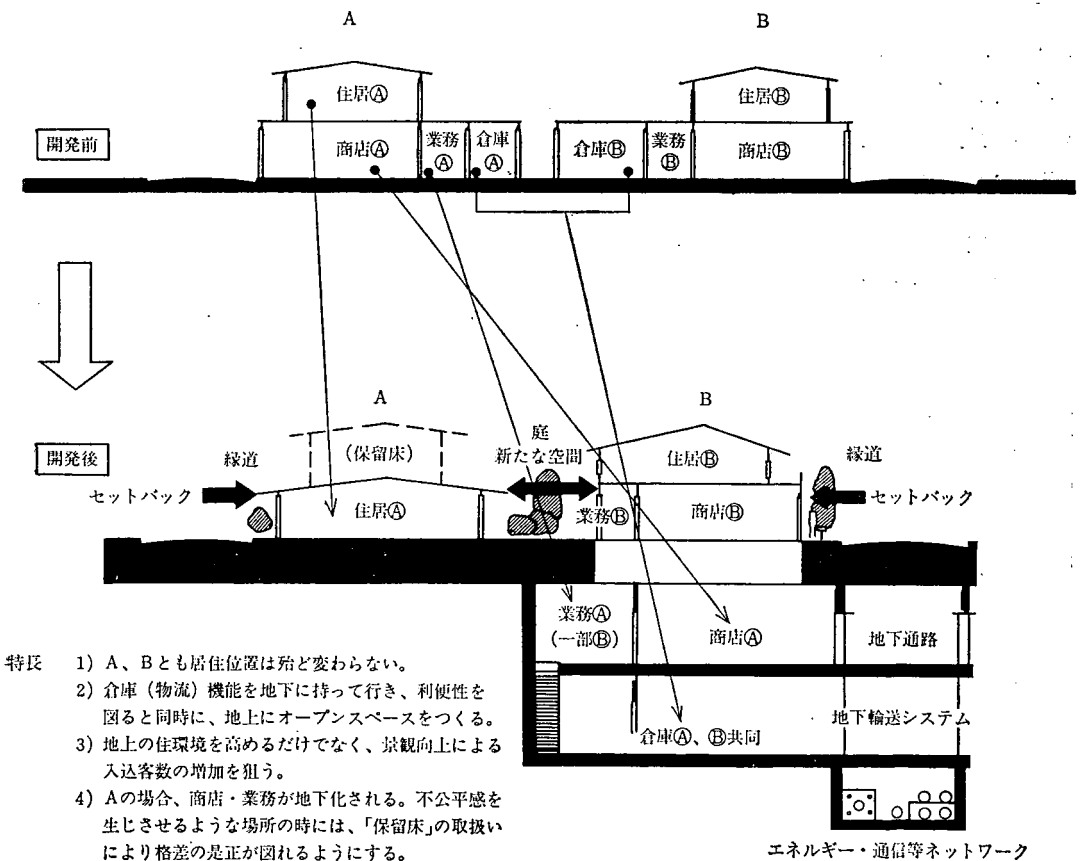 A B
住居Ⓐ 住居Ⓑ
開発前
商店Ⓐ 業務Ⓐ 倉庫Ⓐ 倉庫Ⓑ 業務Ⓑ 商店Ⓑ
A B
開発後
緑道 (保留床) 庭 住居Ⓑ 緑道
新たな空間
セットバック 住居Ⓐ 業務Ⓑ 商店Ⓑ セットバック
業務Ⓐ
(一部Ⓑ) 商店Ⓐ 地下通路
地下輸送システム
倉庫Ⓐ、Ⓑ共同
エネルギー・通信等ネットワーク
特長 1) A、Bとも居住位置は殆ど変わらない。
2) 倉庫(物流)機能を地下に持って行き、利便性を
図ると同時に、地上にオープンスペースをつくる。
3) 地上の住環境を高めるだけでなく、景観向上による
入込客数の増加を狙う。
4) Aの場合、商店・業務が地下化される。不公平感を
生じさせるような場所の時には、「保留床」の取扱い
により格差の是正が図れるようにする。